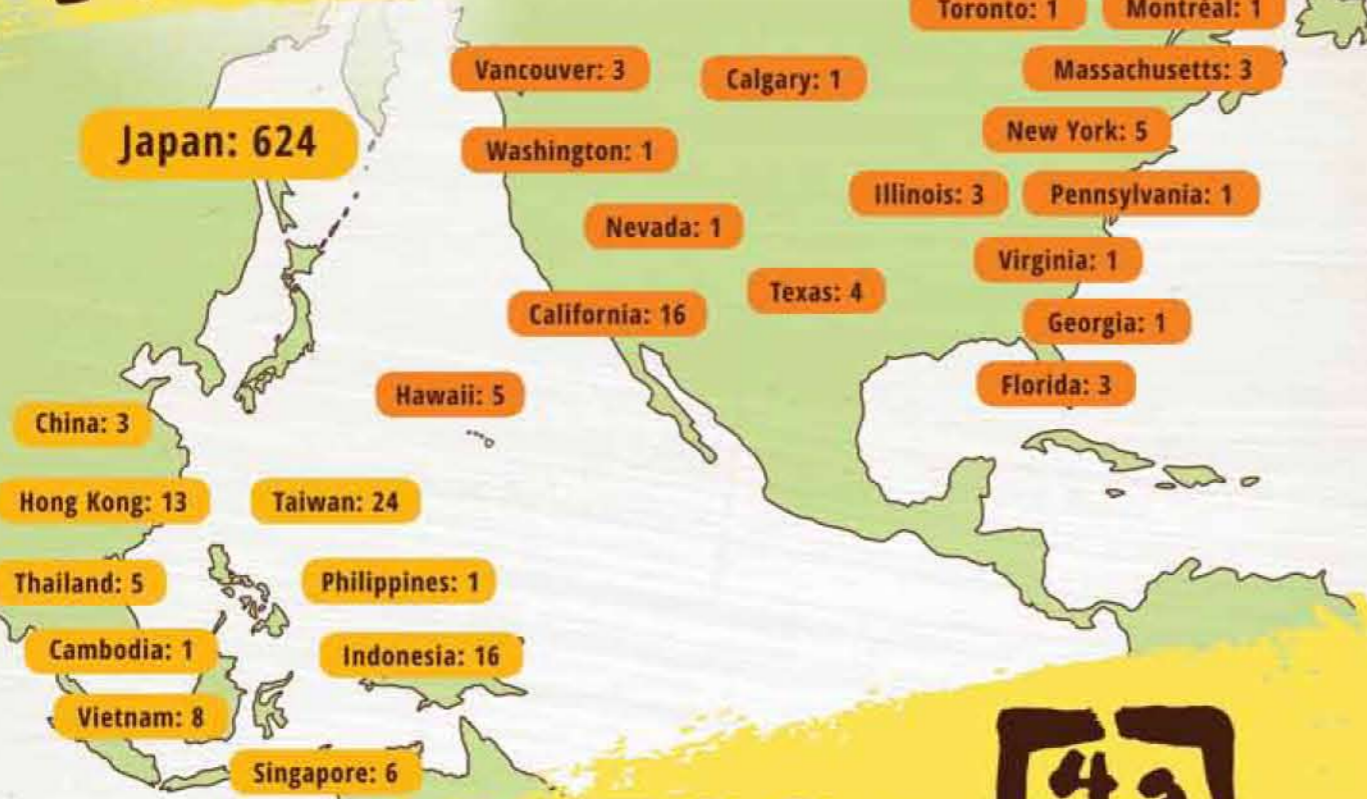 Toronto: 1
Montréal: 1
Vancouver: 3
Calgary: 1
Massachusetts: 3
Japan: 624
New York: 5
Washington: 1
Illinois: 3
Pennsylvania: 1
Nevada: 1
Virginia: 1
Texas: 4
California: 16
Georgia: 1
Hawaii: 5
Florida: 3
China: 3
Hong Kong: 13
Taiwan: 24
Thailand: 5
Philippines: 1
Cambodia: 1
Indonesia: 16
Vietnam: 8
Singapore: 6